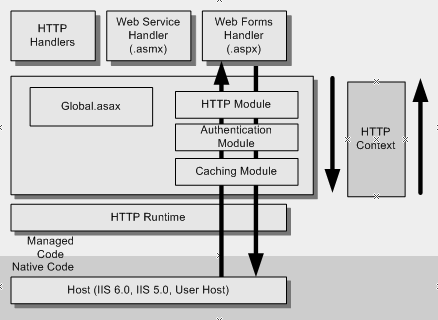 HTTP
Handlers
Web Service
Handler
(.asmx)
Web Forms
Handler
(.aspx)
Global.asax
HTTP Module
Authentication
Module
Caching Module
HTTP
Context
HTTP Runtime
Managed
Code
Native Code
Host (IIS 6.0, IIS 5.0, User Host)